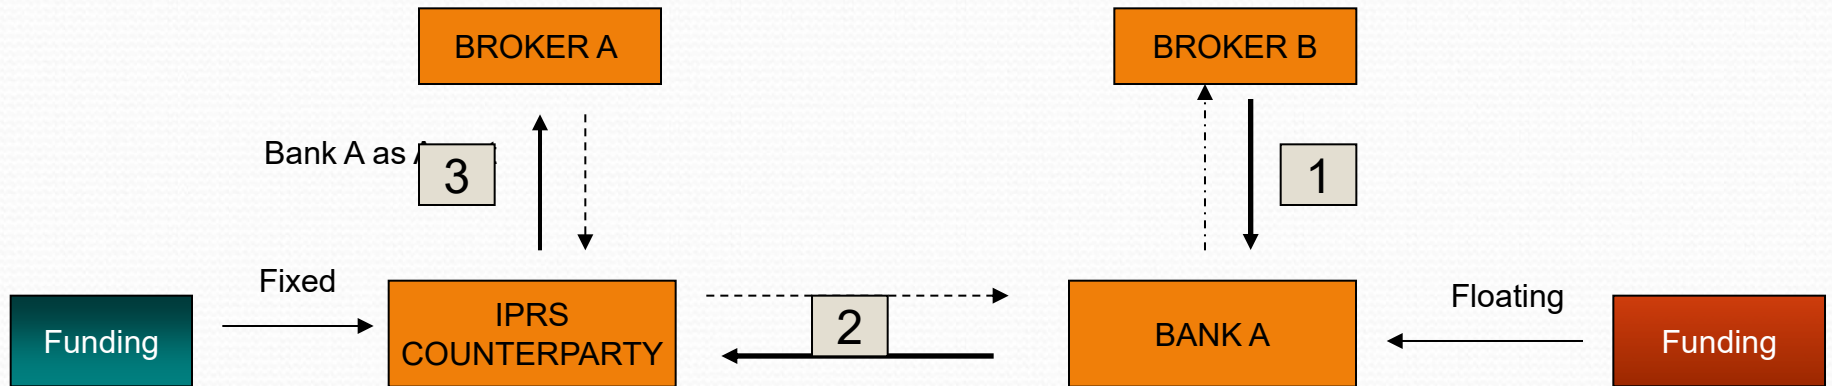 BROKER A
BROKER B
Bank A as
3
1
Fixed
Floating
Funding
IPRS
COUNTERPARTY
2
BANK A
Funding